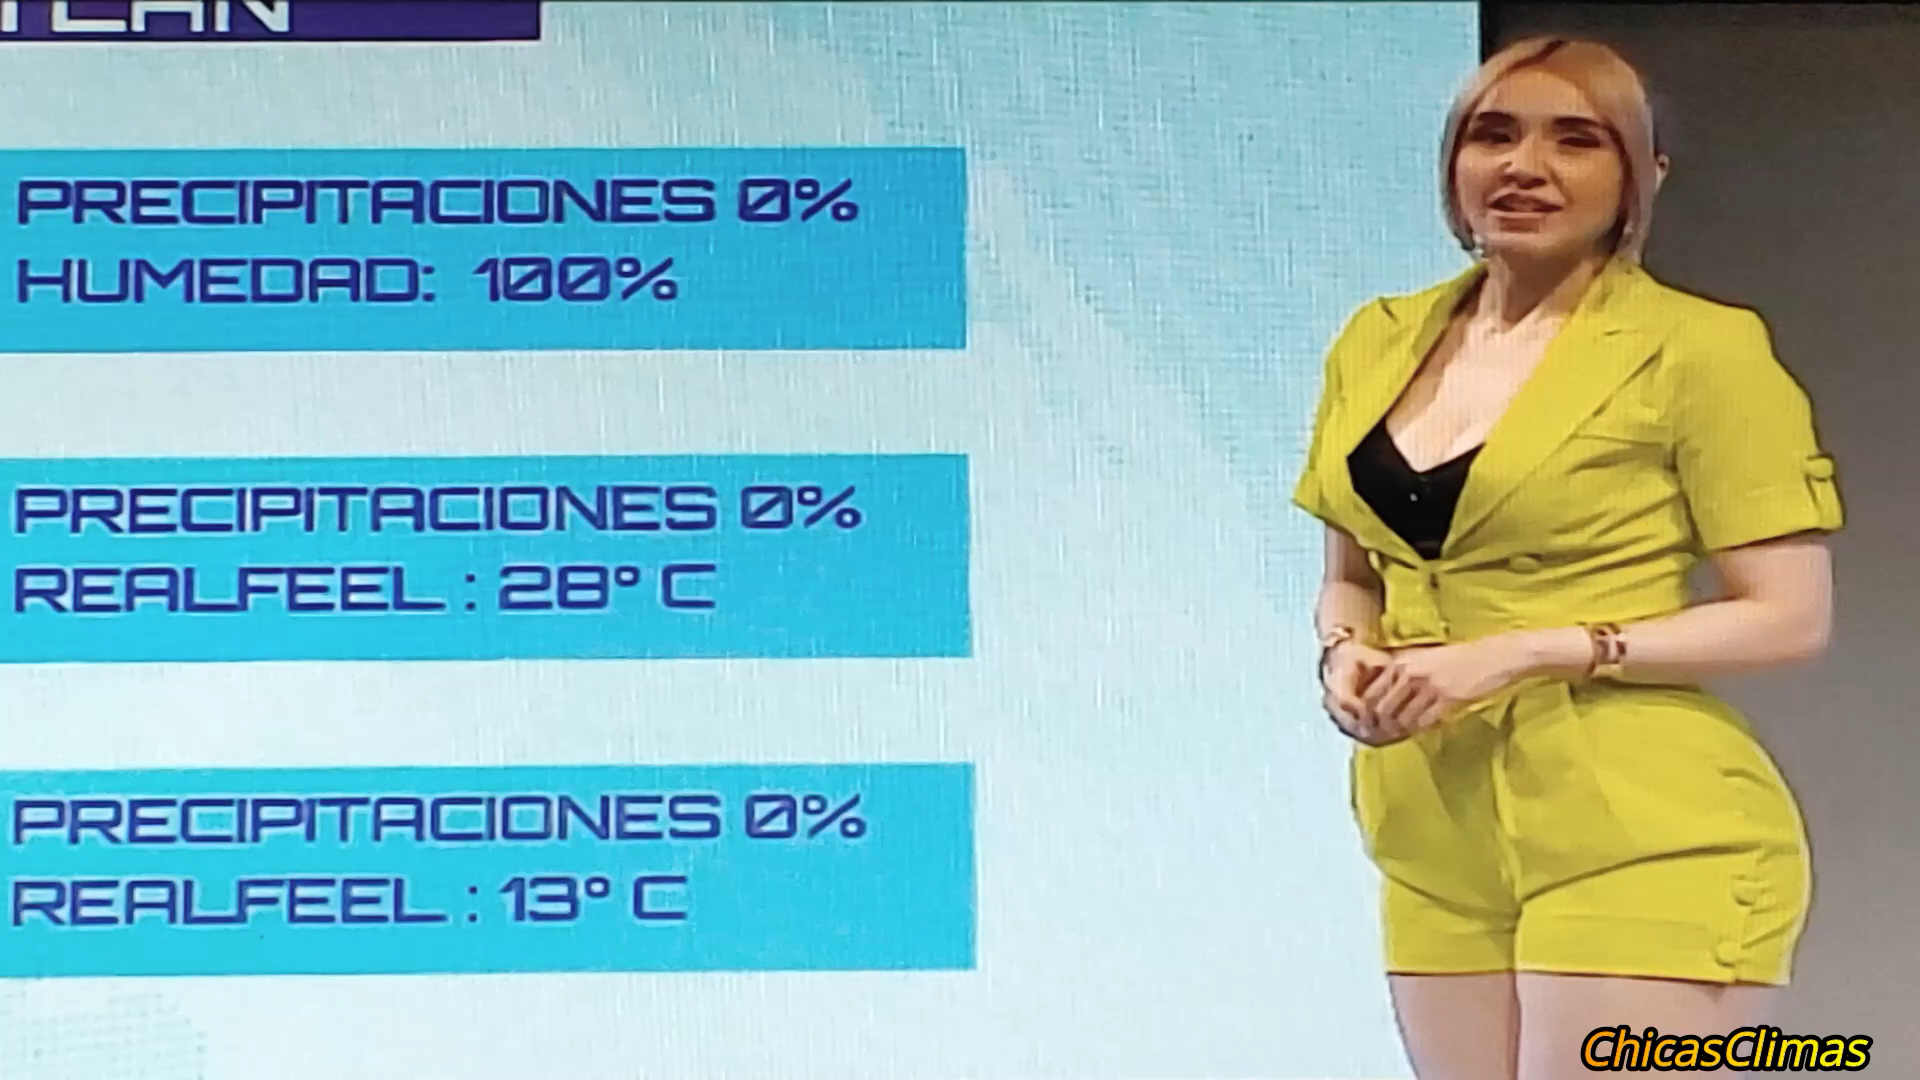 PRECIPITACIONES 0%
HUMEDAD: 100%
PRECIPITACIONES 0%
REALFEEL : 28° C
PRECIPITACIONES 0%
REALFEEL : 13° C
ChicasClimas